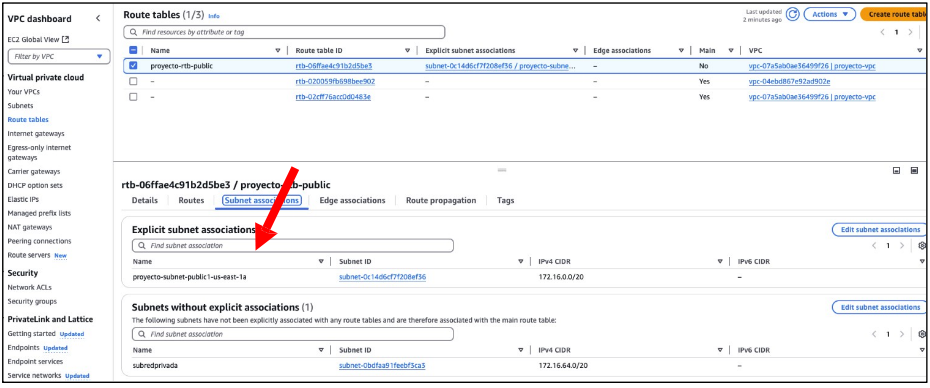 VPC dashboard
EC2 Global View
Filter by VPC
Virtual private cloud
Your VPCs
Subnets
Route tables
Internet gateways
Egress-only internet
gateways
Carrier gateways
DHCP option sets
Elastic IPs
Managed prefix lists
NAT gateways
Peering connections
Route servers New
Security
Network ACLs
Security groups
PrivateLink and Lattice
Getting started Updated
Endpoints Updated
Endpoint services
Service networks Updated
Route tables (1/3) Info
Last updated
2 minutes ago
Actions
Create route tabl
Find resources by attribute or tag
1
Name Route table ID Explicit subnet associations Edge associations Main VPC
proyecto-rtb-public rtb-06ffae4c91b2d5be3 subnet-0c14d6cf7f208ef36 / proyecto-subne... – No vpc-07a5ab0ae36499f26 | proyecto-vpc
– rtb-020059fb698bee902 – – Yes vpc-04ebd867e92ad902e
– rtb-02cff76acc0d0483e – – Yes vpc-07a5ab0ae36499f26 | proyecto-vpc
rtb-06ffae4c91b2d5be3 / proyecto-rtb-public
Details Routes Subnet associations Edge associations Route propagation Tags
Explicit subnet associations
Edit subnet associations
Find subnet association
1
Name Subnet ID IPv4 CIDR IPv6 CIDR
proyecto-subnet-public1-us-east-1a subnet-0c14d6cf7f208ef36 172.16.0.0/20 –
Subnets without explicit associations (1)
Edit subnet associations
The following subnets have not been explicitly associated with any route tables and are therefore associated with the main route table:
Find subnet association
1
Name Subnet ID IPv4 CIDR IPv6 CIDR
subredprivada subnet-0bdfaa91feebf3ca3 172.16.64.0/20 –